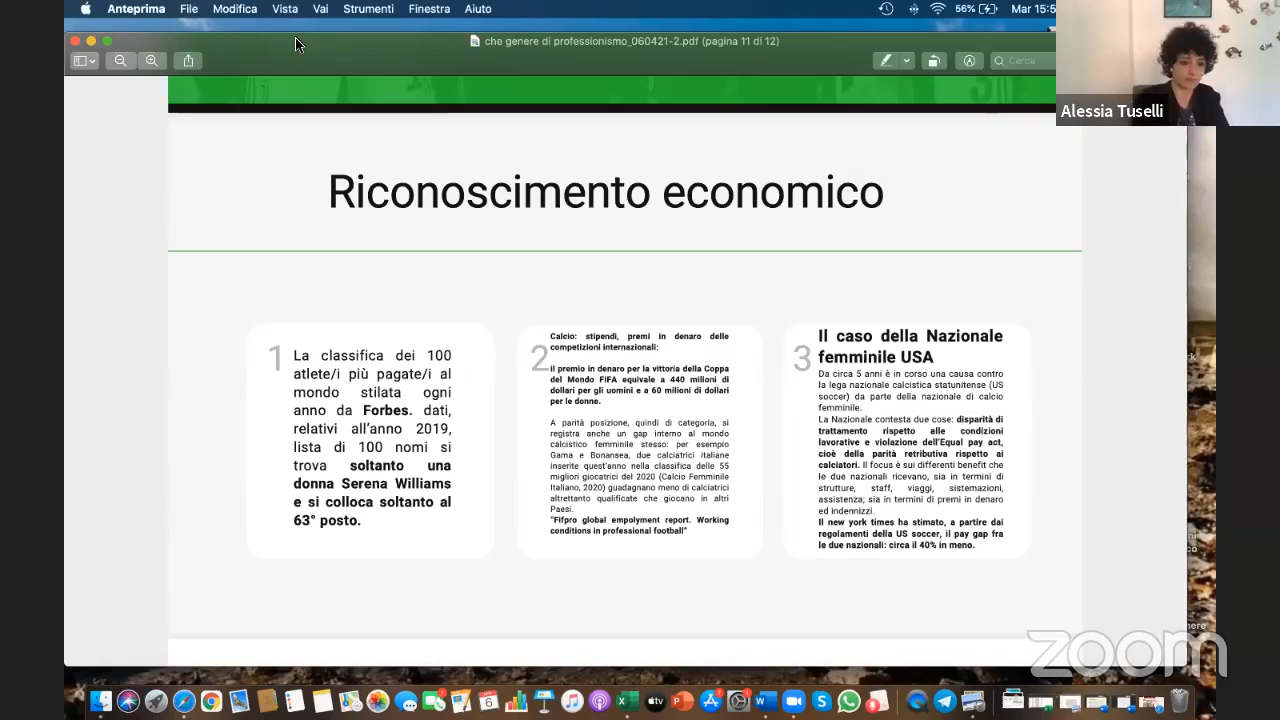 Anteprima File Modifica Vista Vai Strumenti Finestra Aiuto 56% Mar 15:5
che genere di professionismo_060421-2.pdf (pagina 11 di 12)
Cerca
Alessia Tuselli
Riconoscimento economico
1
La classifica dei 100
atlete/i più pagate/i al
mondo stilata ogni
anno da Forbes. dati,
relativi all'anno 2019,
lista di 100 nomi si
trova soltanto una
donna Serena Williams
e si colloca soltanto al
63° posto.
2
Calcio: stipendi, premi in denaro delle
competizioni internazionali:
il premio in denaro per la vittoria della Coppa
del Mondo FIFA equivale a 440 milioni di
dollari per gli uomini e a 60 milioni di dollari
per le donne.
A parità posizione, quindi di categoria, si
registra anche un gap interno al mondo
calcistico femminile stesso: per esempio
Gama e Bonansea, due calciatrici italiane
inserite quest'anno nella classifica delle 55
migliori giocatrici del 2020 (Calcio Femminile
Italiano, 2020) guadagnano meno di calciatrici
altrettanto qualificate che giocano in altri
Paesi.
"Fifpro global empolyment report. Working
conditions in professional football"
3
Il caso della Nazionale
femminile USA
Da circa 5 anni è in corso una causa contro
la lega nazionale calcistica statunitense (US
soccer) da parte della nazionale di calcio
femminile.
La Nazionale contesta due cose: disparità di
trattamento rispetto alle condizioni
lavorative e violazione dell'Equal pay act,
cioè della parità retributiva rispetto ai
calciatori. Il focus è sui differenti benefit che
le due nazionali ricevano, sia in termini di
strutture, staff, viaggi, sistemazioni,
assistenza; sia in termini di premi in denaro
ed indennizzi.
Il new york times ha stimato, a partire dai
regolamenti della US soccer, il pay gap fra
le due nazionali: circa il 40% in meno.
zoom